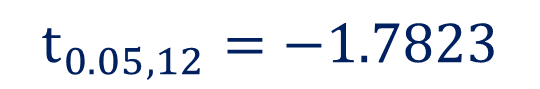 t₀.₀₅,₁₂ = −1.7823